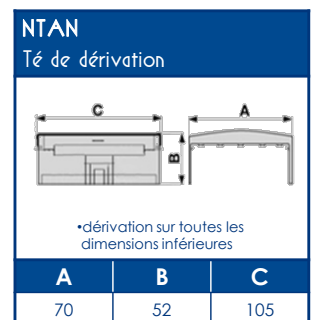 NTAN
Té de dérivation
C
A
B
•dérivation sur toutes les
dimensions inférieures
A B C
70 52 105